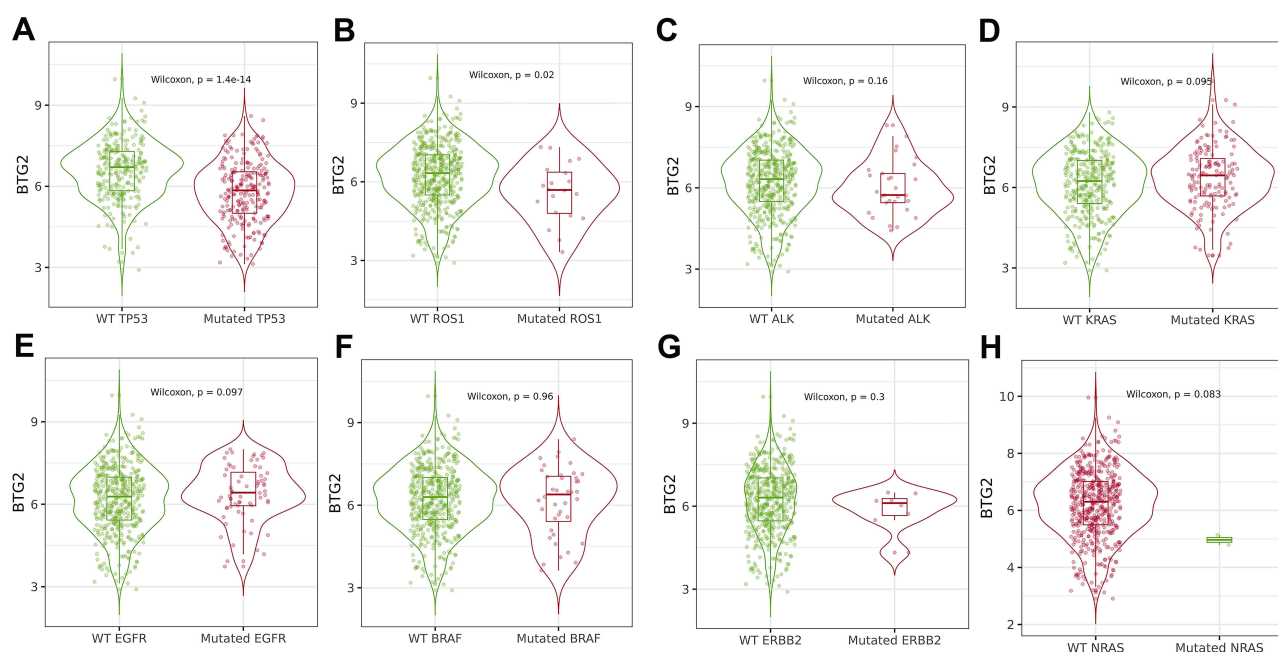 A
Wilcoxon, p = 1.4e-14
BTG2
9
6
3
WT TP53
Mutated TP53
B
Wilcoxon, p = 0.02
BTG2
9
6
3
WT ROS1
Mutated ROS1
C
Wilcoxon, p = 0.16
BTG2
9
6
3
WT ALK
Mutated ALK
D
Wilcoxon, p = 0.095
BTG2
9
6
3
WT KRAS
Mutated KRAS
E
Wilcoxon, p = 0.097
BTG2
9
6
3
WT EGFR
Mutated EGFR
F
Wilcoxon, p = 0.96
BTG2
9
6
3
WT BRAF
Mutated BRAF
G
Wilcoxon, p = 0.3
BTG2
9
6
3
WT ERBB2
Mutated ERBB2
H
Wilcoxon, p = 0.083
BTG2
10
8
6
4
2
WT NRAS
Mutated NRAS